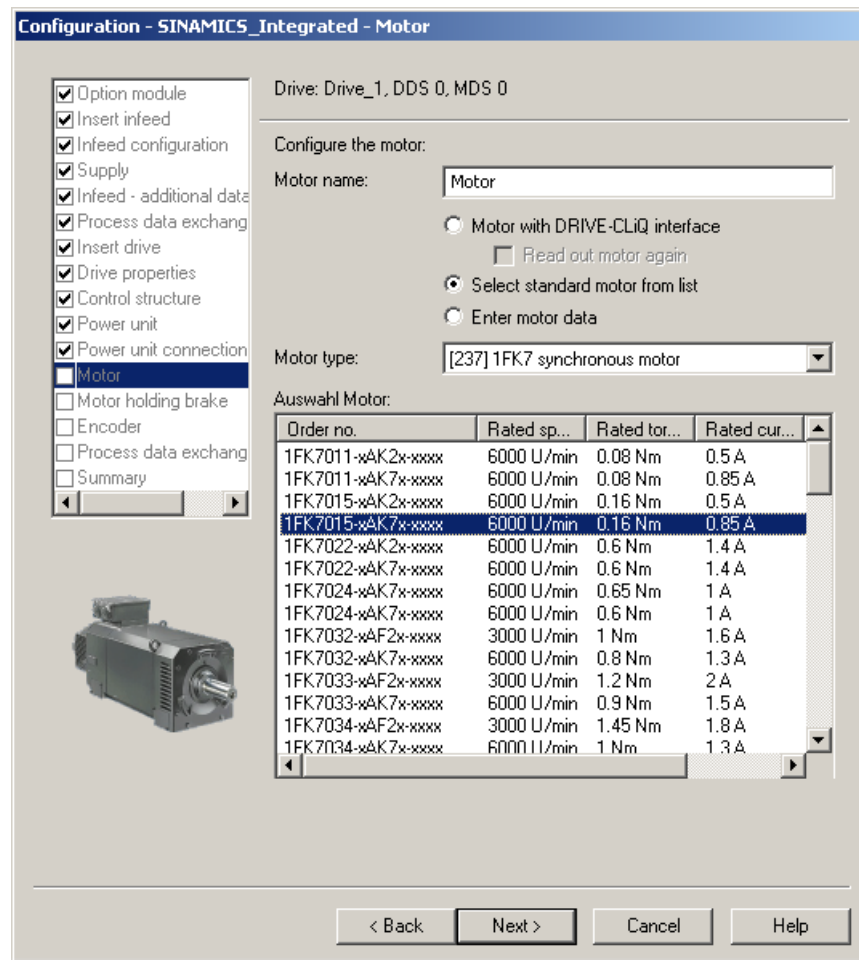 Configuration - SINAMICS_Integrated - Motor
Option module
Insert infeed
Infeed configuration
Supply
Infeed - additional data
Process data exchang
Insert drive
Drive properties
Control structure
Power unit
Power unit connection
Motor
Motor holding brake
Encoder
Process data exchang
Summary
Drive: Drive_1, DDS 0, MDS 0
Configure the motor:
Motor name: Motor
Motor with DRIVE-CLiQ interface
Read out motor again
Select standard motor from list
Enter motor data
Motor type: [237] 1FK7 synchronous motor
Auswahl Motor:
Order no. Rated sp... Rated tor... Rated cur...
1FK7011-xAK2x-xxxx 6000 U/min 0.08 Nm 0.5 A
1FK7011-xAK7x-xxxx 6000 U/min 0.08 Nm 0.85 A
1FK7015-xAK2x-xxxx 6000 U/min 0.16 Nm 0.5 A
1FK7015-xAK7x-xxxx 6000 U/min 0.16 Nm 0.85 A
1FK7022-xAK2x-xxxx 6000 U/min 0.6 Nm 1.4 A
1FK7022-xAK7x-xxxx 6000 U/min 0.6 Nm 1.4 A
1FK7024-xAK7x-xxxx 6000 U/min 0.65 Nm 1 A
1FK7024-xAK7x-xxxx 6000 U/min 0.6 Nm 1 A
1FK7032-xAF2x-xxxx 3000 U/min 1 Nm 1.6 A
1FK7032-xAK7x-xxxx 6000 U/min 0.8 Nm 1.3 A
1FK7033-xAF2x-xxxx 3000 U/min 1.2 Nm 2 A
1FK7033-xAK7x-xxxx 6000 U/min 0.9 Nm 1.5 A
1FK7034-xAF2x-xxxx 3000 U/min 1.45 Nm 1.8 A
1FK7034-xAK7x-xxxx 6000 U/min 1 Nm 1.3 A
< Back Next > Cancel Help